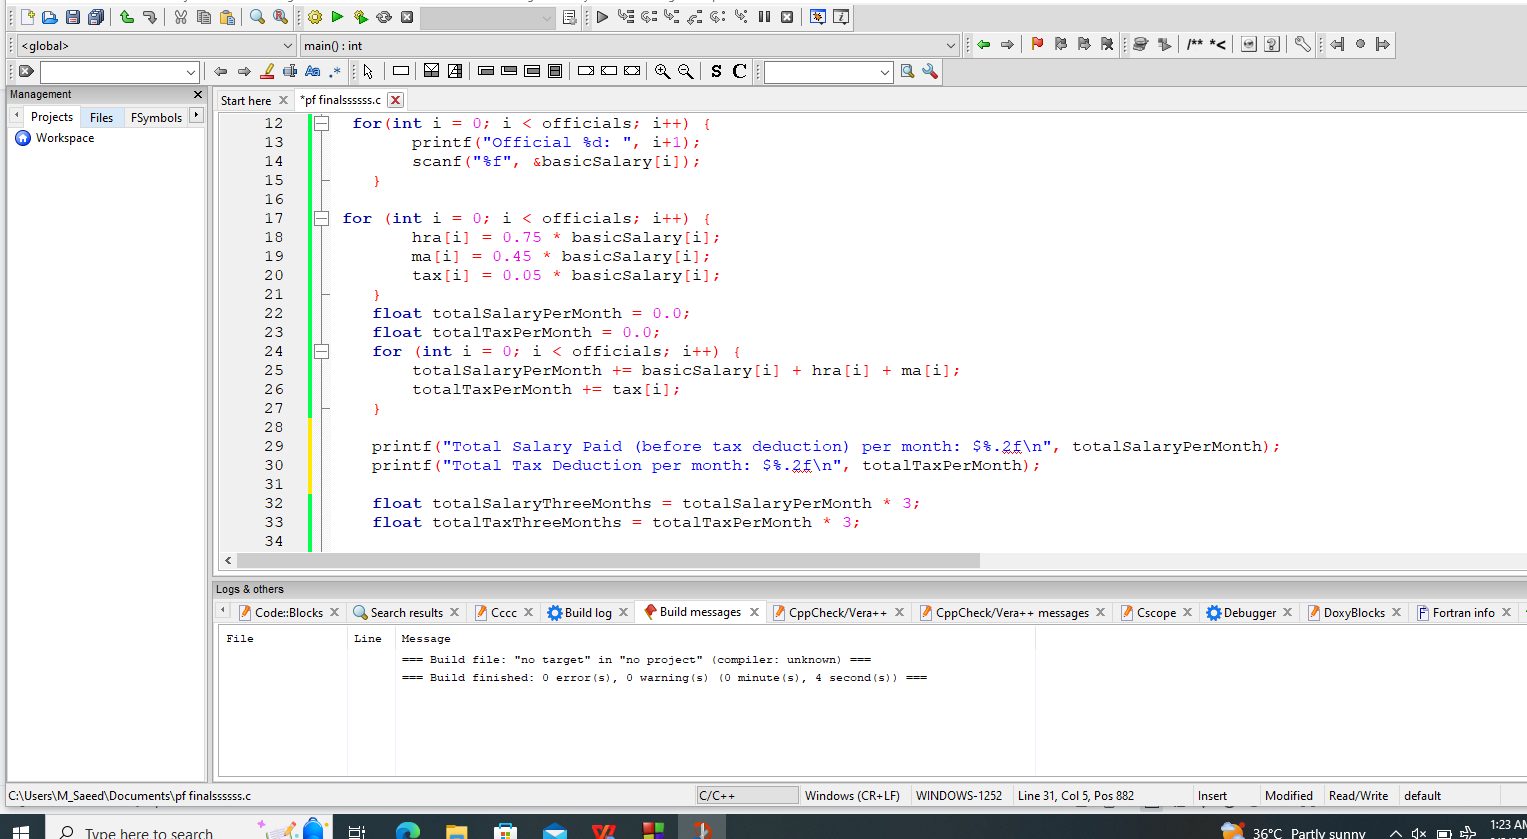 /** *<
<global>
main() : int
Aa .*
S C
Management
Projects Files FSymbols
Workspace
Start here *pf finalssssss.c
12 for(int i = 0; i < officials; i++) {
13 printf("Official %d: ", i+1);
14 scanf("%f", &basicSalary[i]);
15 }
16
17 for (int i = 0; i < officials; i++) {
18 hra[i] = 0.75 * basicSalary[i];
19 ma[i] = 0.45 * basicSalary[i];
20 tax[i] = 0.05 * basicSalary[i];
21 }
22 float totalSalaryPerMonth = 0.0;
23 float totalTaxPerMonth = 0.0;
24 for (int i = 0; i < officials; i++) {
25 totalSalaryPerMonth += basicSalary[i] + hra[i] + ma[i];
26 totalTaxPerMonth += tax[i];
27 }
28
29 printf("Total Salary Paid (before tax deduction) per month: $%.2f\n", totalSalaryPerMonth);
30 printf("Total Tax Deduction per month: $%.2f\n", totalTaxPerMonth);
31
32 float totalSalaryThreeMonths = totalSalaryPerMonth * 3;
33 float totalTaxThreeMonths = totalTaxPerMonth * 3;
34
Logs & others
Code::Blocks Search results Cccc Build log Build messages CppCheck/Vera++ CppCheck/Vera++ messages Cscope Debugger DoxyBlocks Fortran info
File Line Message
=== Build file: "no target" in "no project" (compiler: unknown) ===
=== Build finished: 0 error(s), 0 warning(s) (0 minute(s), 4 second(s)) ===
C:\Users\M_Saeed\Documents\pf finalssssss.c C/C++ Windows (CR+LF) WINDOWS-1252 Line 31, Col 5, Pos 882 Insert Modified Read/Write default
Type here to search 36°C Partly sunny 1:23 AM